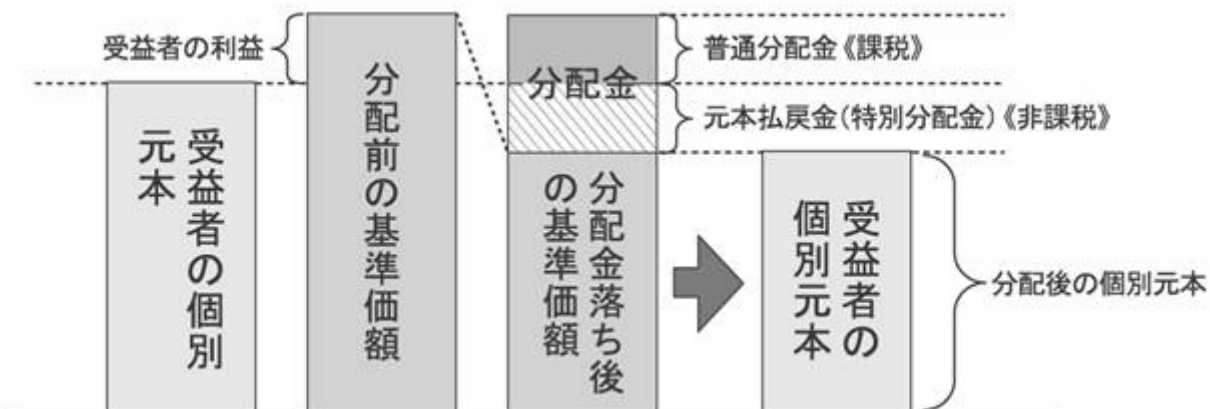 受益者の利益
受益者の個別
元本
分配前の基準価額
分配金
分配金落ち後
の基準価額
普通分配金《課税》
元本払戻金(特別分配金)《非課税》
受益者の
個別元本
分配後の個別元本